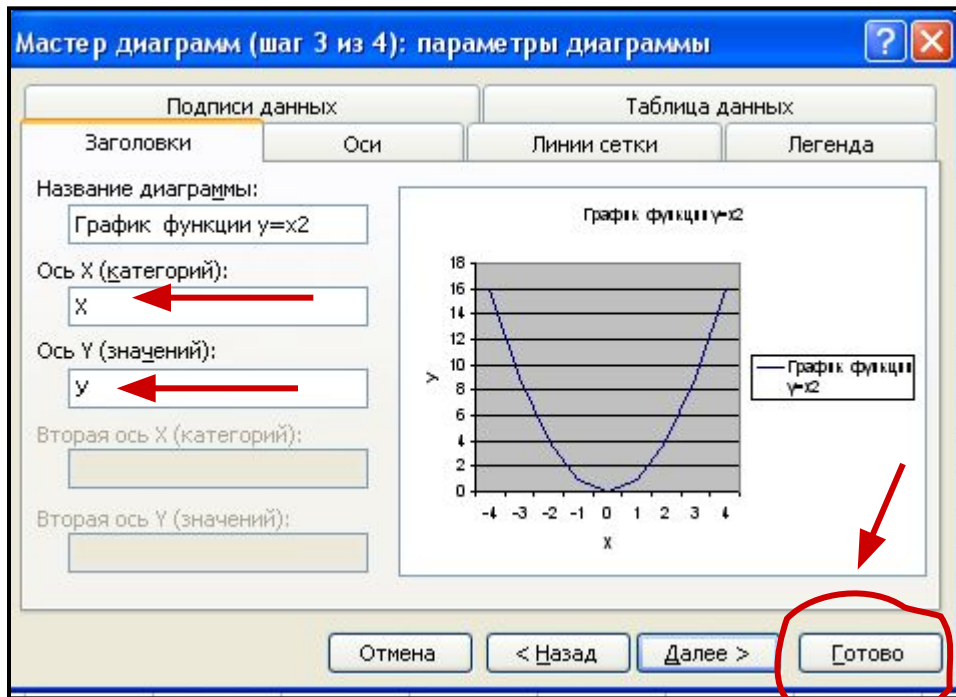 Мастер диаграмм (шаг 3 из 4): параметры диаграммы
Подписи данных
Таблица данных
Заголовки
Оси
Линии сетки
Легенда
Название диаграммы:
График функции y=x2
Ось X (категорий):
X
Ось Y (значений):
У
Вторая ось X (категорий):
Вторая ось Y (значений):
График функции y=x2
18
16
14
12
10
8
6
4
2
0
У
-4 -3 -2 -1 0 1 2 3 4
X
График функции
y=x2
Отмена
< Назад
Далее >
Готово